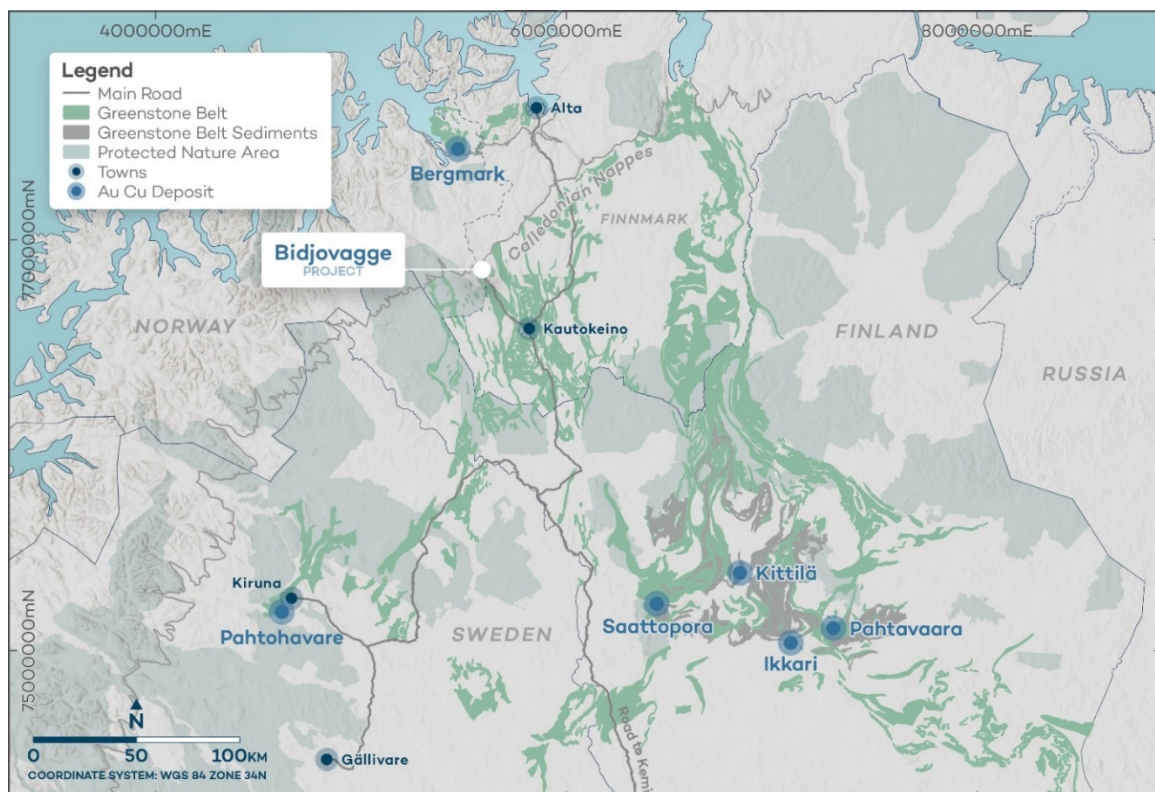 4000000mE
6000000mE
8000000mE
Legend
Main Road
Greenstone Belt
Greenstone Belt Sediments
Protected Nature Area
Towns
Au Cu Deposit
Alta
Bergmark
Calledonian Nappes
FINNMARK
Bidjovagge
PROJECT
7700000mN
NORWAY
Kautokeino
FINLAND
RUSSIA
Kiruna
Pahtohavare
Kittilä
Saattopora
Pahtavaara
SWEDEN
Ikkari
7500000mN
N
Road to Kemi
0 50 100KM
Gällivare
COORDINATE SYSTEM: WGS 84 ZONE 34N